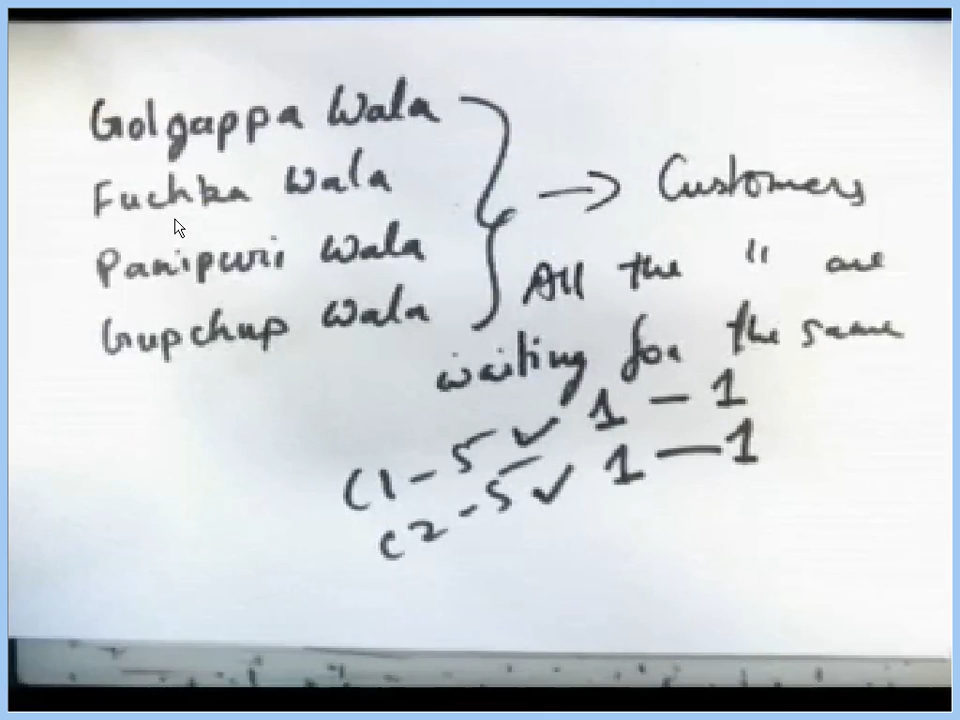 Golgappa Wala
Fuchka Wala
Panipuri Wala
Gupchup Wala
→ Customers
All the " are
waiting for the same
C1 - 5 ✓ 1 - 1
C2 - 5 ✓ 1 - 1